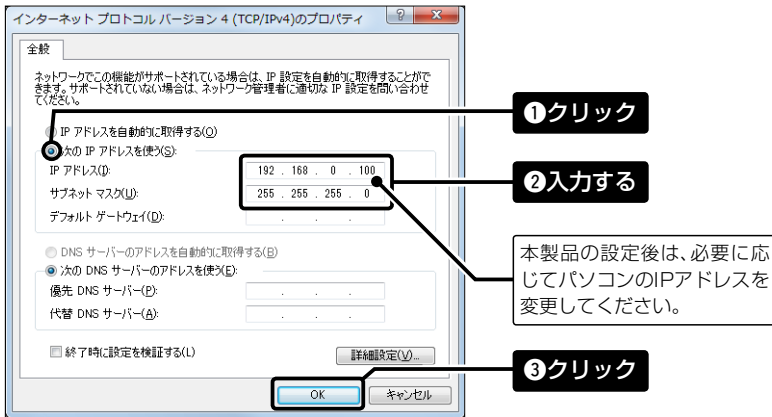 インターネット プロトコル バージョン 4 (TCP/IPv4)のプロパティ
全般
ネットワークでこの機能がサポートされている場合は、IP 設定を自動的に取得することがで
きます。サポートされていない場合は、ネットワーク管理者に適切な IP 設定を問い合わせ
てください。
IP アドレスを自動的に取得する(O)
次の IP アドレスを使う(S):
IP アドレス(I): 192 . 168 . 0 . 100
サブネット マスク(U): 255 . 255 . 255 . 0
デフォルト ゲートウェイ(D): . . .
DNS サーバーのアドレスを自動的に取得する(B)
次の DNS サーバーのアドレスを使う(E):
優先 DNS サーバー(P): . . .
代替 DNS サーバー(A): . . .
終了時に設定を検証する(L)
詳細設定(V)...
OK キャンセル
❶クリック
❷入力する
本製品の設定後は、必要に応
じてパソコンのIPアドレスを
変更してください。
❸クリック